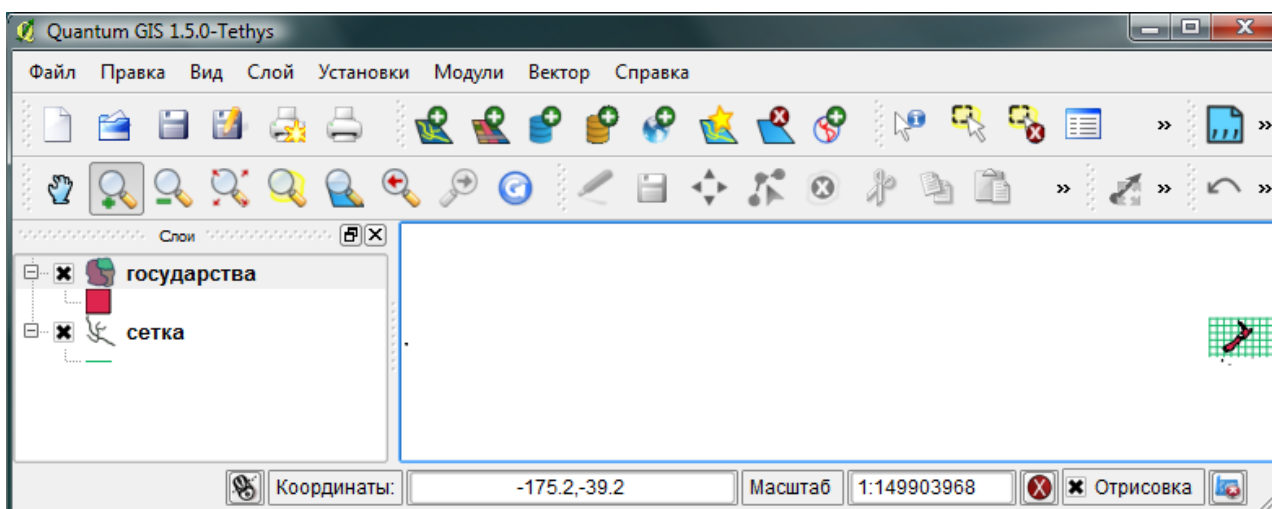 Quantum GIS 1.5.0-Tethys
Файл Правка Вид Слой Установки Модули Вектор Справка
Слои
государства
сетка
Координаты: -175.2,-39.2 Масштаб 1:149903968 Отрисовка